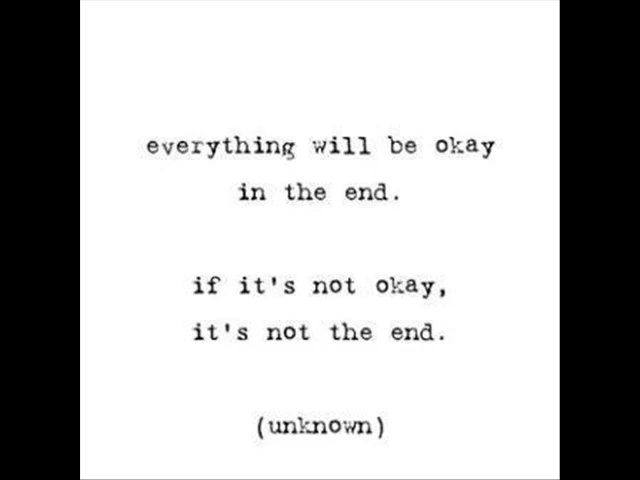 everything will be okay
in the end.
if it's not okay,
it's not the end.
(unknown)